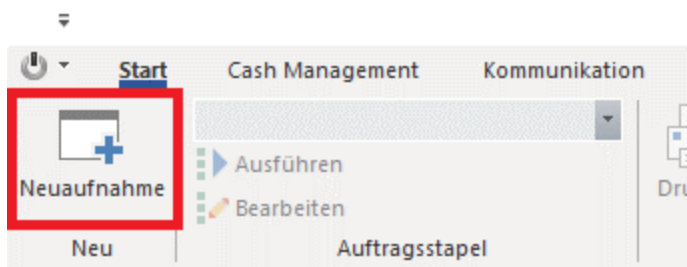 Start Cash Management Kommunikation
Neuaufnahme
Ausführen
Bearbeiten
Neu Auftragsstapel